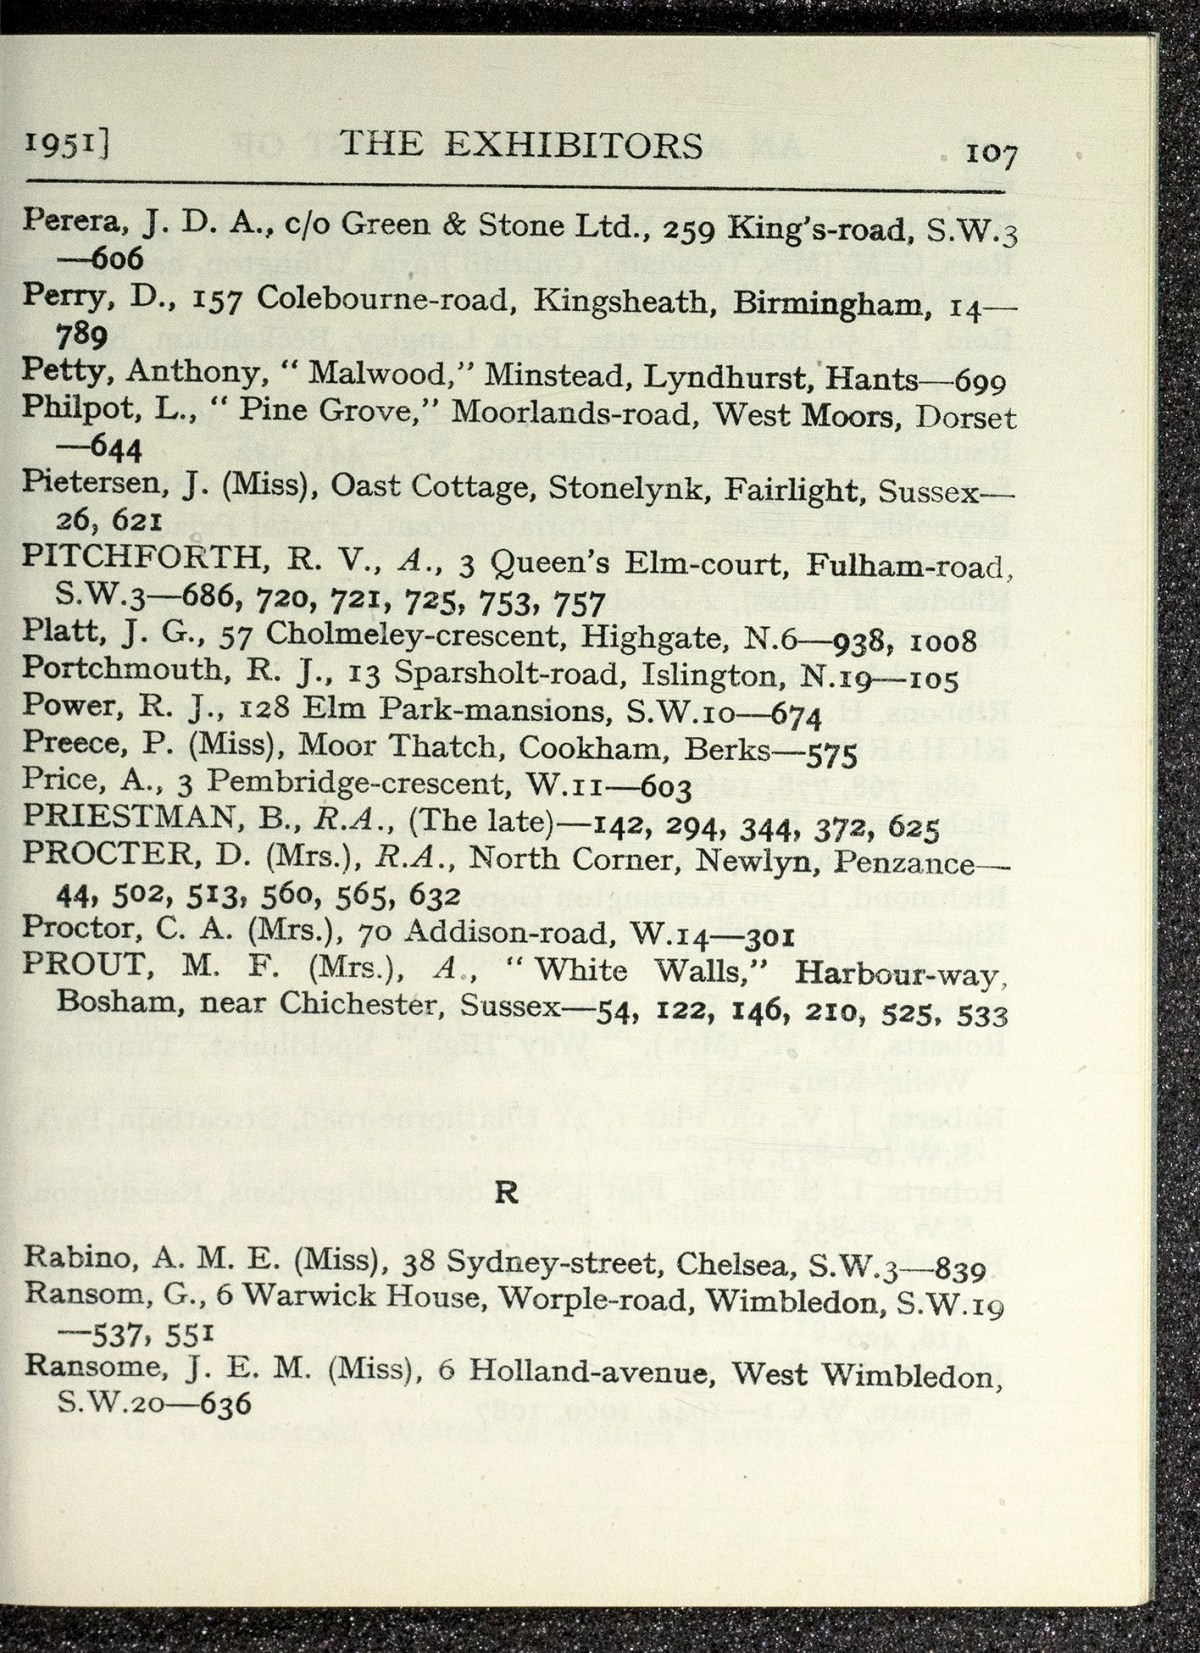 1951] THE EXHIBITORS 107
Perera, J. D. A., c/o Green & Stone Ltd., 259 King's-road, S.W.3
—606
Perry, D., 157 Colebourne-road, Kingsheath, Birmingham, 14—
789
Petty, Anthony, “ Malwood,” Minstead, Lyndhurst, Hants—699
Philpot, L., “ Pine Grove,” Moorlands-road, West Moors, Dorset
—644
Pietersen, J. (Miss), Oast Cottage, Stonelynk, Fairlight, Sussex—
26, 621
PITCHFORTH, R. V., A., 3 Queen's Elm-court, Fulham-road,
S.W.3—686, 720, 721, 725, 753, 757
Platt, J. G., 57 Cholmeley-crescent, Highgate, N.6—938, 1008
Portchmouth, R. J., 13 Sparsholt-road, Islington, N.19—105
Power, R. J., 128 Elm Park-mansions, S.W.10—674
Preece, P. (Miss), Moor Thatch, Cookham, Berks—575
Price, A., 3 Pembridge-crescent, W.11—603
PRIESTMAN, B., R.A., (The late)—142, 294, 344, 372, 625
PROCTER, D. (Mrs.), R.A., North Corner, Newlyn, Penzance—
44, 502, 513, 560, 565, 632
Proctor, C. A. (Mrs.), 70 Addison-road, W.14—301
PROUT, M. F. (Mrs.), A., “ White Walls,” Harbour-way,
Bosham, near Chichester, Sussex—54, 122, 146, 210, 525, 533
R
Rabino, A. M. E. (Miss), 38 Sydney-street, Chelsea, S.W.3—839
Ransom, G., 6 Warwick House, Worple-road, Wimbledon, S.W.19
—537, 551
Ransome, J. E. M. (Miss), 6 Holland-avenue, West Wimbledon,
S.W.20—636